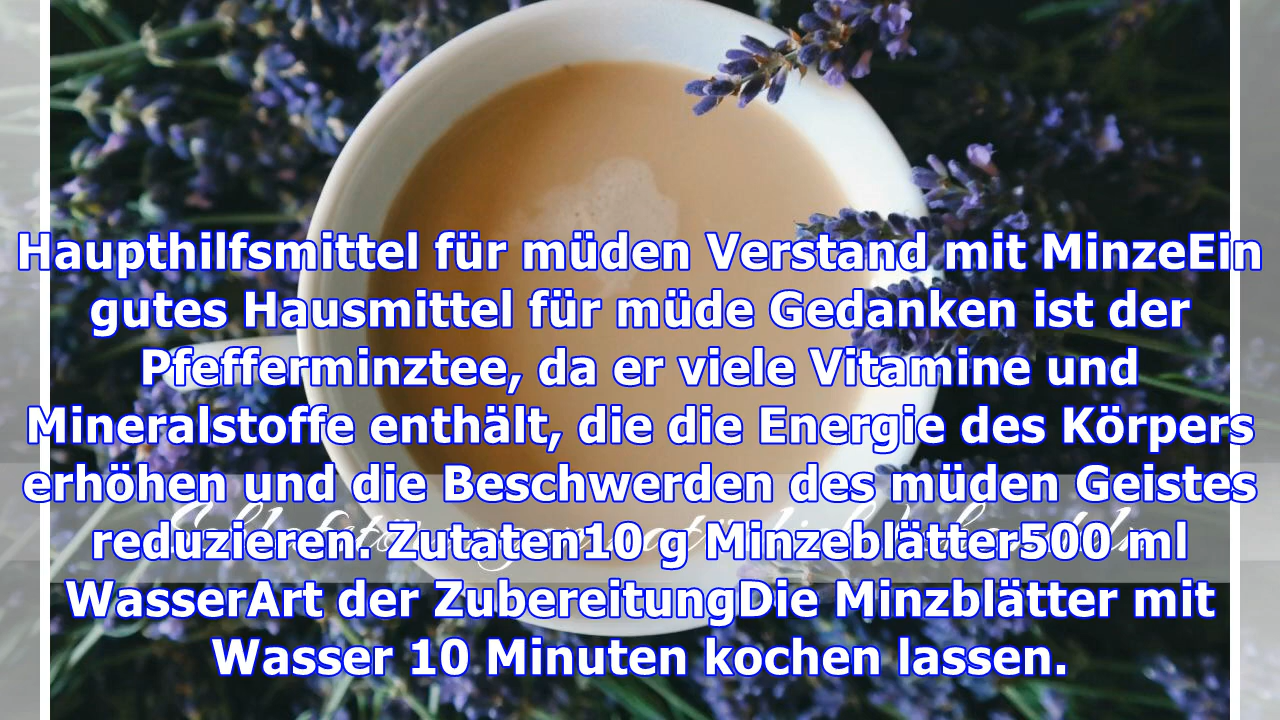 Haupthilfsmittel für müden Verstand mit MinzeEin
gutes Hausmittel für müde Gedanken ist der
Pfefferminztee, da er viele Vitamine und
Mineralstoffe enthält, die die Energie des Körpers
erhöhen und die Beschwerden des müden Geistes
reduzieren. Zutaten10 g Minzeblätter500 ml
WasserArt der ZubereitungDie Minzblätter mit
Wasser 10 Minuten kochen lassen.